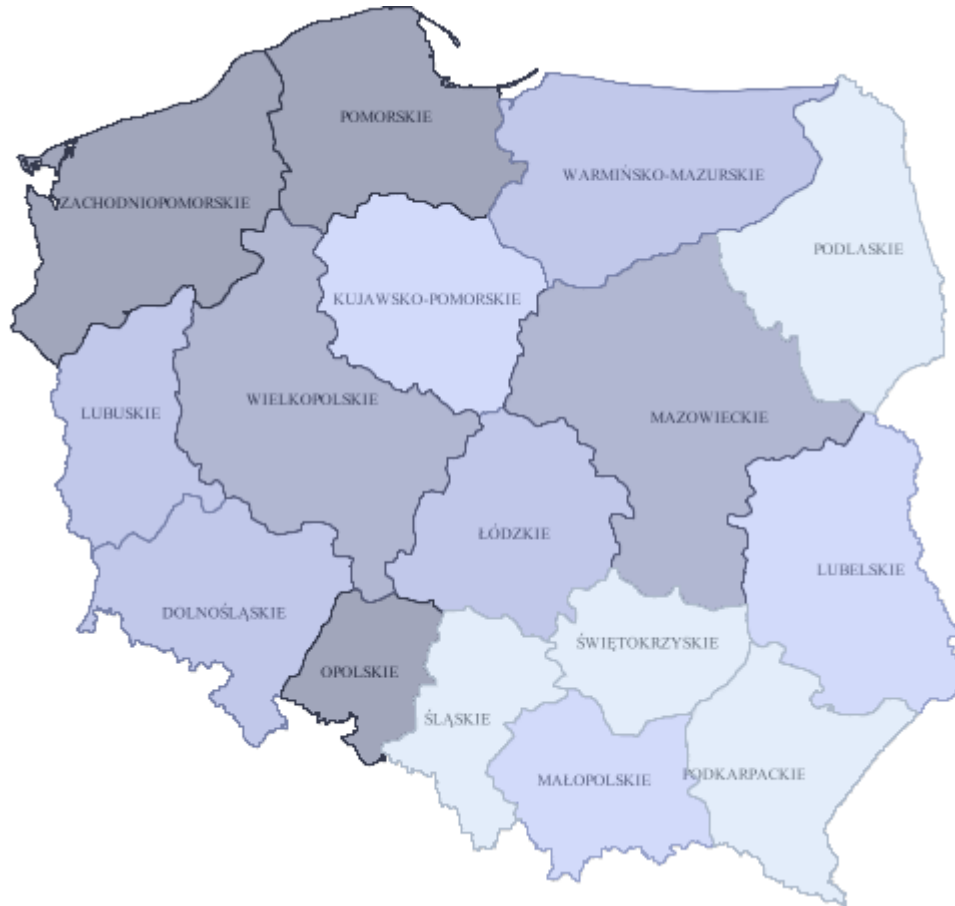 POMORSKIE
WARMIŃSKO-MAZURSKIE
ZACHODNIOPOMORSKIE
PODLASKIE
KUJAWSKO-POMORSKIE
WIELKOPOLSKIE
LUBUSKIE
MAZOWIECKIE
ŁÓDZKIE
LUBELSKIE
DOLNOŚLĄSKIE
ŚWIĘTOKRZYSKIE
OPOLSKIE
ŚLĄSKIE
PODKARPACKIE
MAŁOPOLSKIE